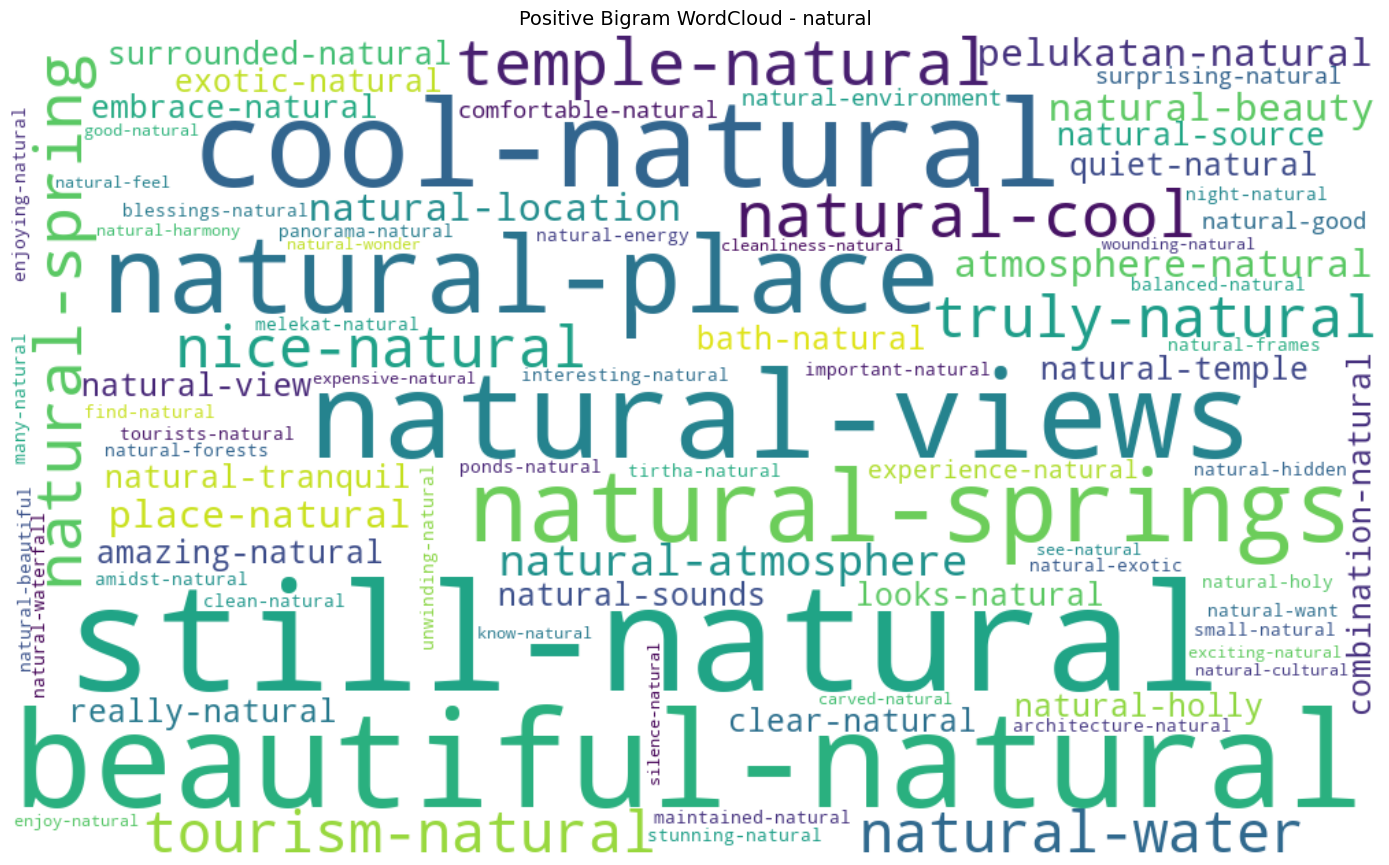 Positive Bigram WordCloud - natural
surrounded-natural
temple-natural
pelukatan-natural
exotic-natural
surprising-natural
embrace-natural
comfortable-natural
natural-environment
natural-beauty
good-natural
cool-natural
natural-source
quiet-natural
natural-spring
enjoying-natural
natural-feel
blessings-natural
natural-location
natural-cool
night-natural
natural-good
natural-harmony
panorama-natural
natural-wonder
natural-energy
cleanliness-natural
wounding-natural
natural-place
atmosphere-natural
balanced-natural
melekat-natural
truly-natural
nice-natural
bath-natural
natural-frames
many-natural
natural-view
expensive-natural
interesting-natural
important-natural
natural-temple
find-natural
natural-views
tourists-natural
natural-forests
combination-natural
natural-tranquil
unwinding-natural
ponds-natural
tirtha-natural
experience-natural
natural-hidden
place-natural
natural-springs
natural-beautiful
natural-waterfall
amazing-natural
natural-atmosphere
see-natural
natural-exotic
amidst-natural
natural-sounds
looks-natural
natural-holy
clean-natural
still-natural
natural-want
know-natural
small-natural
exciting-natural
silence-natural
natural-cultural
really-natural
carved-natural
natural-holly
clear-natural
architecture-natural
beautiful-natural
enjoy-natural
tourism-natural
maintained-natural
stunning-natural
natural-water